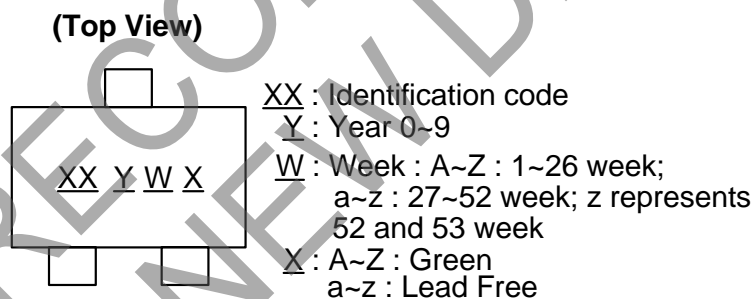 (Top View)
XX Y W X
XX : Identification code
Y : Year 0~9
W : Week : A~Z : 1~26 week;
a~z : 27~52 week; z represents
52 and 53 week
X : A~Z : Green
a~z : Lead Free